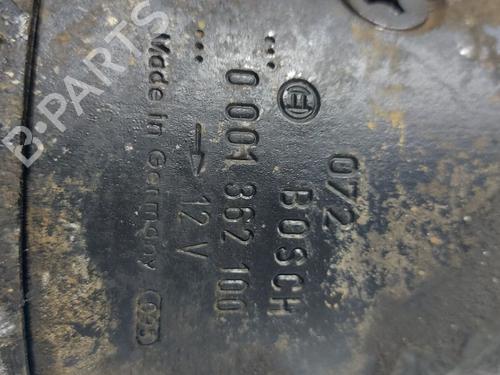 072
BOSCH
0 001 362 100
12 V
Made in Germany
B-PARTS